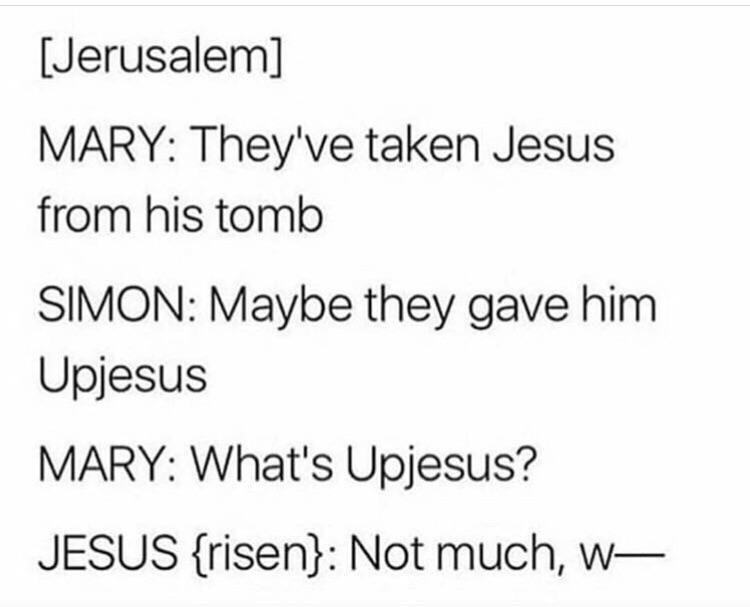 [Jerusalem]
MARY: They've taken Jesus
from his tomb
SIMON: Maybe they gave him
Upjesus
MARY: What's Upjesus?
JESUS {risen}: Not much, w—